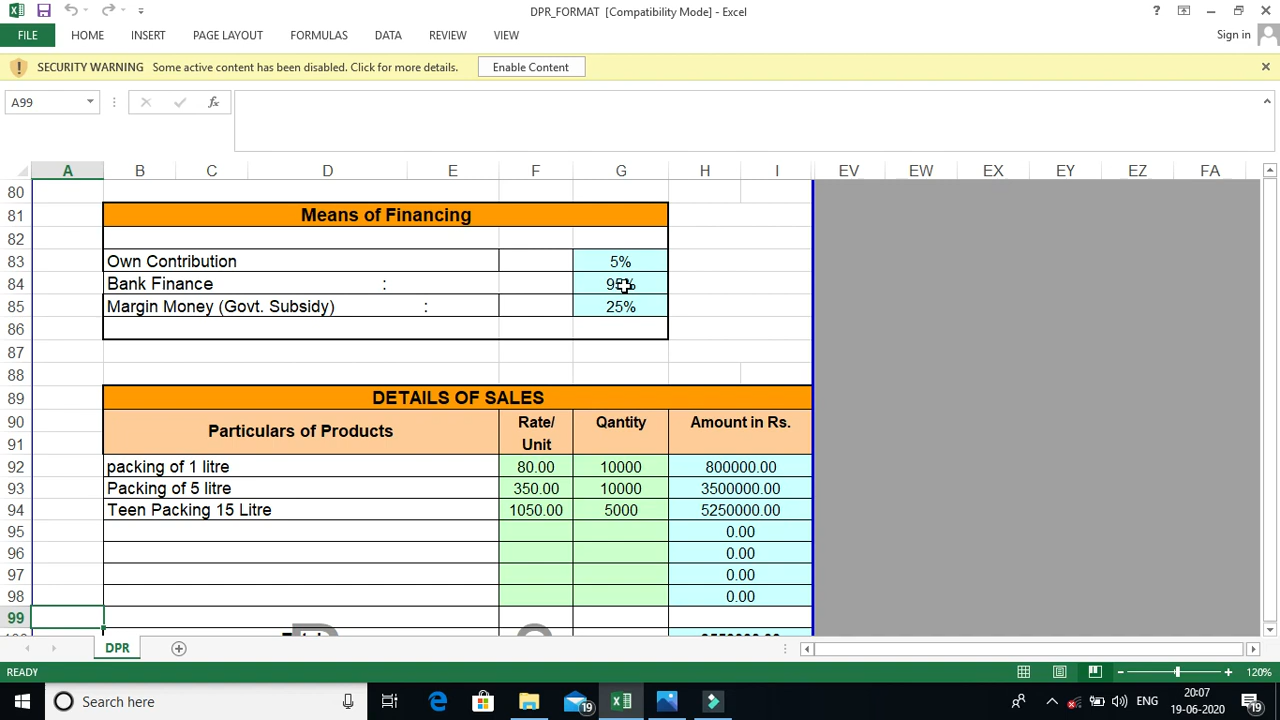 DPR_FORMAT [Compatibility Mode] - Excel
FILE HOME INSERT PAGE LAYOUT FORMULAS DATA REVIEW VIEW Sign in
SECURITY WARNING Some active content has been disabled. Click for more details. Enable Content
A99 fx
A B C D E F G H I EV EW EX EY EZ FA
80
81 Means of Financing
82
83 Own Contribution 5%
84 Bank Finance : 95%
85 Margin Money (Govt. Subsidy) : 25%
86
87
88
89 DETAILS OF SALES
90 Particulars of Products Rate/ Qantity Amount in Rs.
91 Unit
92 packing of 1 litre 80.00 10000 800000.00
93 Packing of 5 litre 350.00 10000 3500000.00
94 Teen Packing 15 Litre 1050.00 5000 5250000.00
95 0.00
96 0.00
97 0.00
98 0.00
99
DPR
READY 120%
Search here 19 ENG 20:07
19-06-2020 19